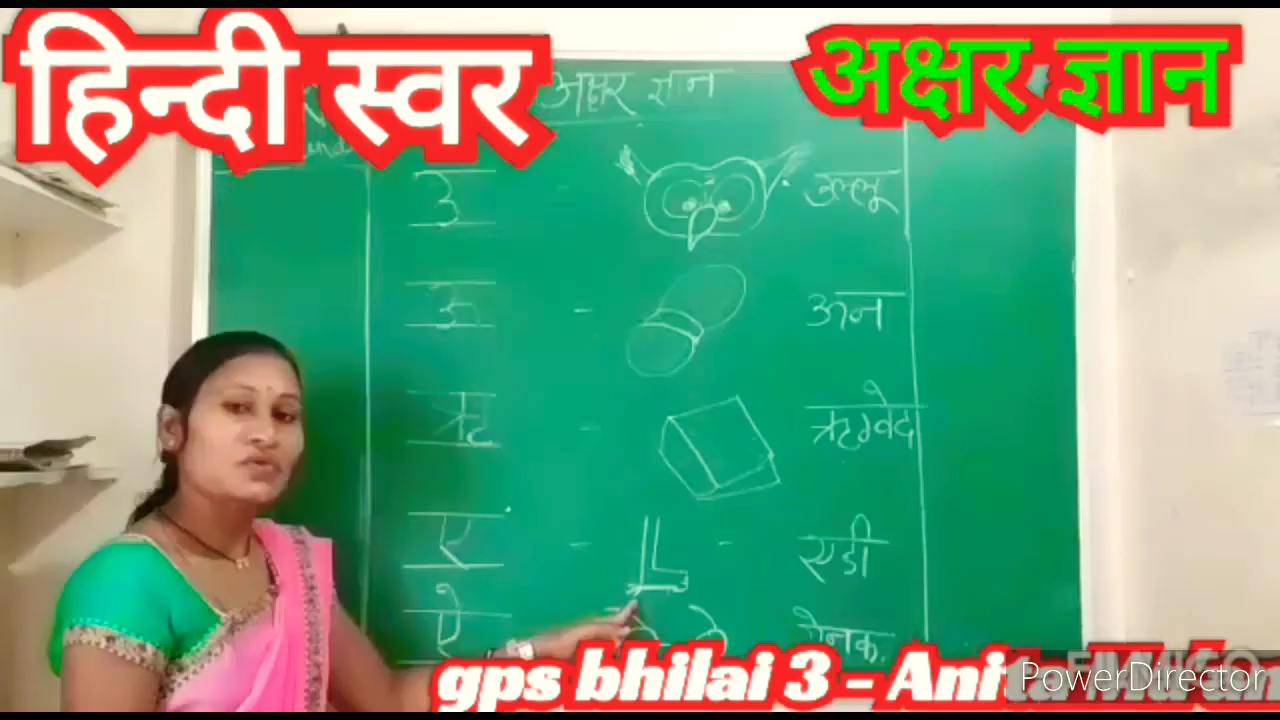 हिन्दी स्वर
अक्षर ज्ञान
अक्षर ज्ञान
उ - उल्लू
ऊ - ऊन
ऋ - ऋग्वेद
ए - - एडी
ऐ ऐनक
gps bhilai 3 - Ani
PowerDirector